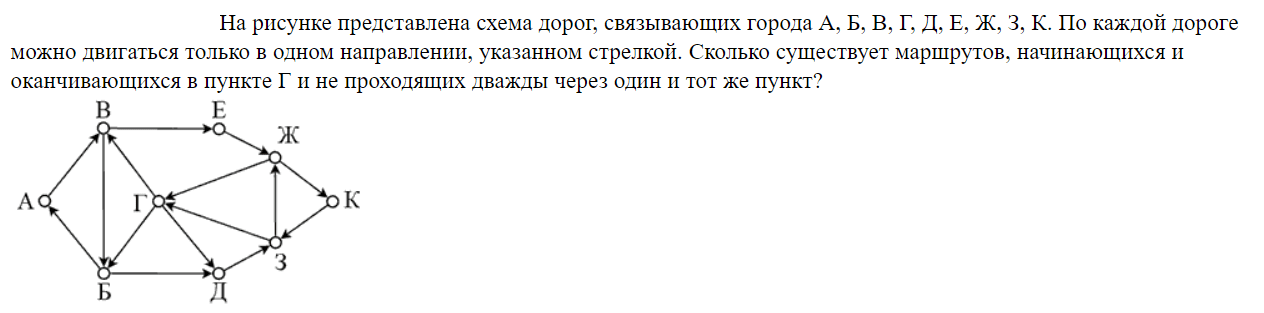 На рисунке представлена схема дорог, связывающих города А, Б, В, Г, Д, Е, Ж, З, К. По каждой дороге
можно двигаться только в одном направлении, указанном стрелкой. Сколько существует маршрутов, начинающихся и
оканчивающихся в пункте Г и не проходящих дважды через один и тот же пункт?
В Е
Ж
А Г К
З
Б Д